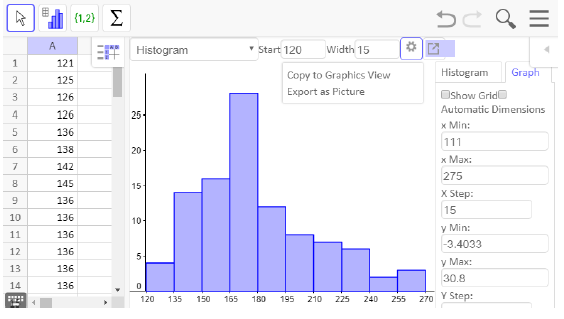 {1,2} Σ
A
Histogram Start 120 Width 15
1 121
2 125
3 126
4 126
5 136
6 138
7 142
8 145
9 136
10 136
11 136
12 136
13 136
14 136
Copy to Graphics View
Export as Picture
25
20
15
10
5
0
120 135 150 165 180 195 210 225 240 255 270
Histogram Graph
Show Grid
Automatic Dimensions
x Min:
111
x Max:
275
X Step:
15
y Min:
-3.4033
y Max:
30.8
Y Step: